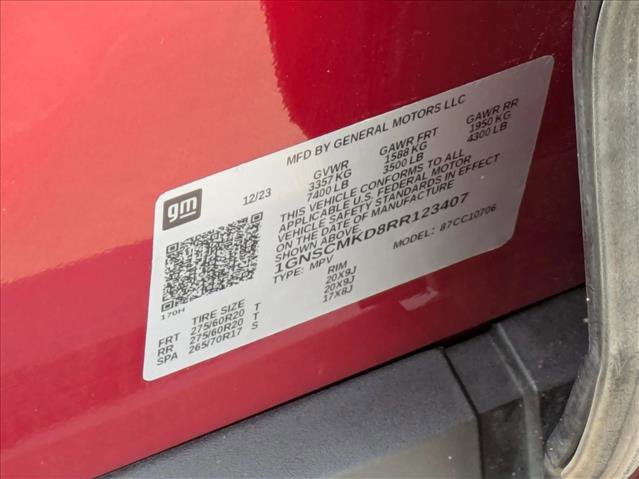 gm
12/23
MFD BY GENERAL MOTORS LLC
GVWR GAWR FRT GAWR RR
3357 KG 1588 KG 1950 KG
7400 LB 3500 LB 4300 LB
THIS VEHICLE CONFORMS TO ALL
APPLICABLE U.S. FEDERAL MOTOR
VEHICLE SAFETY STANDARDS IN EFFECT
ON THE DATE OF MANUFACTURE
SHOWN ABOVE.
1GNSCMKD8RR123407
TYPE: MPV MODEL: 87CC10706
170H
TIRE SIZE RIM
FRT 275/60R20 T 20X9J
RR 275/60R20 T 20X9J
SPA 265/70R17 S 17X8J